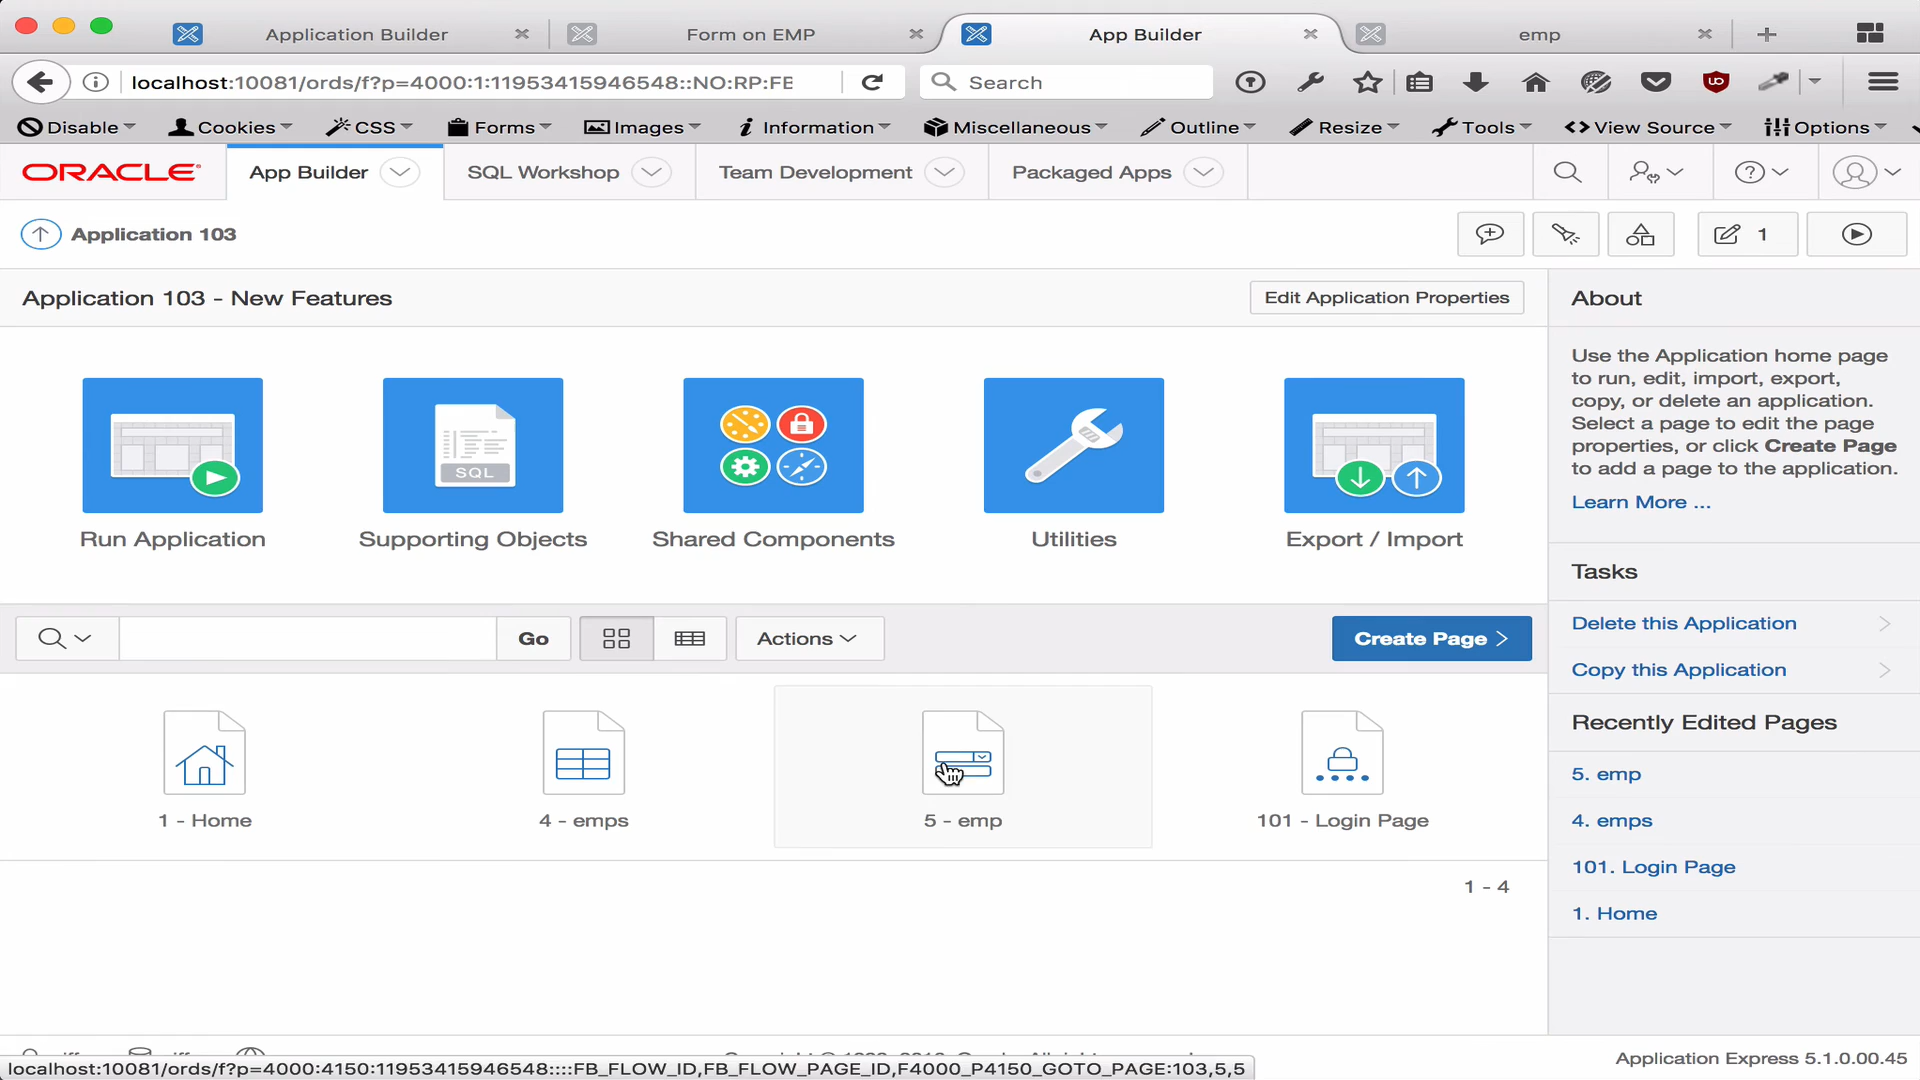 Application Builder
Form on EMP
App Builder
emp
localhost:10081/ords/f?p=4000:1:11953415946548::NO:RP:FE
Search
Disable
Cookies
CSS
Forms
Images
Information
Miscellaneous
Outline
Resize
Tools
View Source
Options
ORACLE
App Builder
SQL Workshop
Team Development
Packaged Apps
Application 103
1
Application 103 - New Features
Edit Application Properties
SQL
Run Application
Supporting Objects
Shared Components
Utilities
Export / Import
Go
Actions
Create Page >
1 - Home
4 - emps
5 - emp
101 - Login Page
1 - 4
About
Use the Application home page
to run, edit, import, export,
copy, or delete an application.
Select a page to edit the page
properties, or click Create Page
to add a page to the application.
Learn More ...
Tasks
Delete this Application
Copy this Application
Recently Edited Pages
5. emp
4. emps
101. Login Page
1. Home
Application Express 5.1.0.00.45
localhost:10081/ords/f?p=4000:4150:11953415946548::::FB_FLOW_ID,FB_FLOW_PAGE_ID,F4000_P4150_GOTO_PAGE:103,5,5